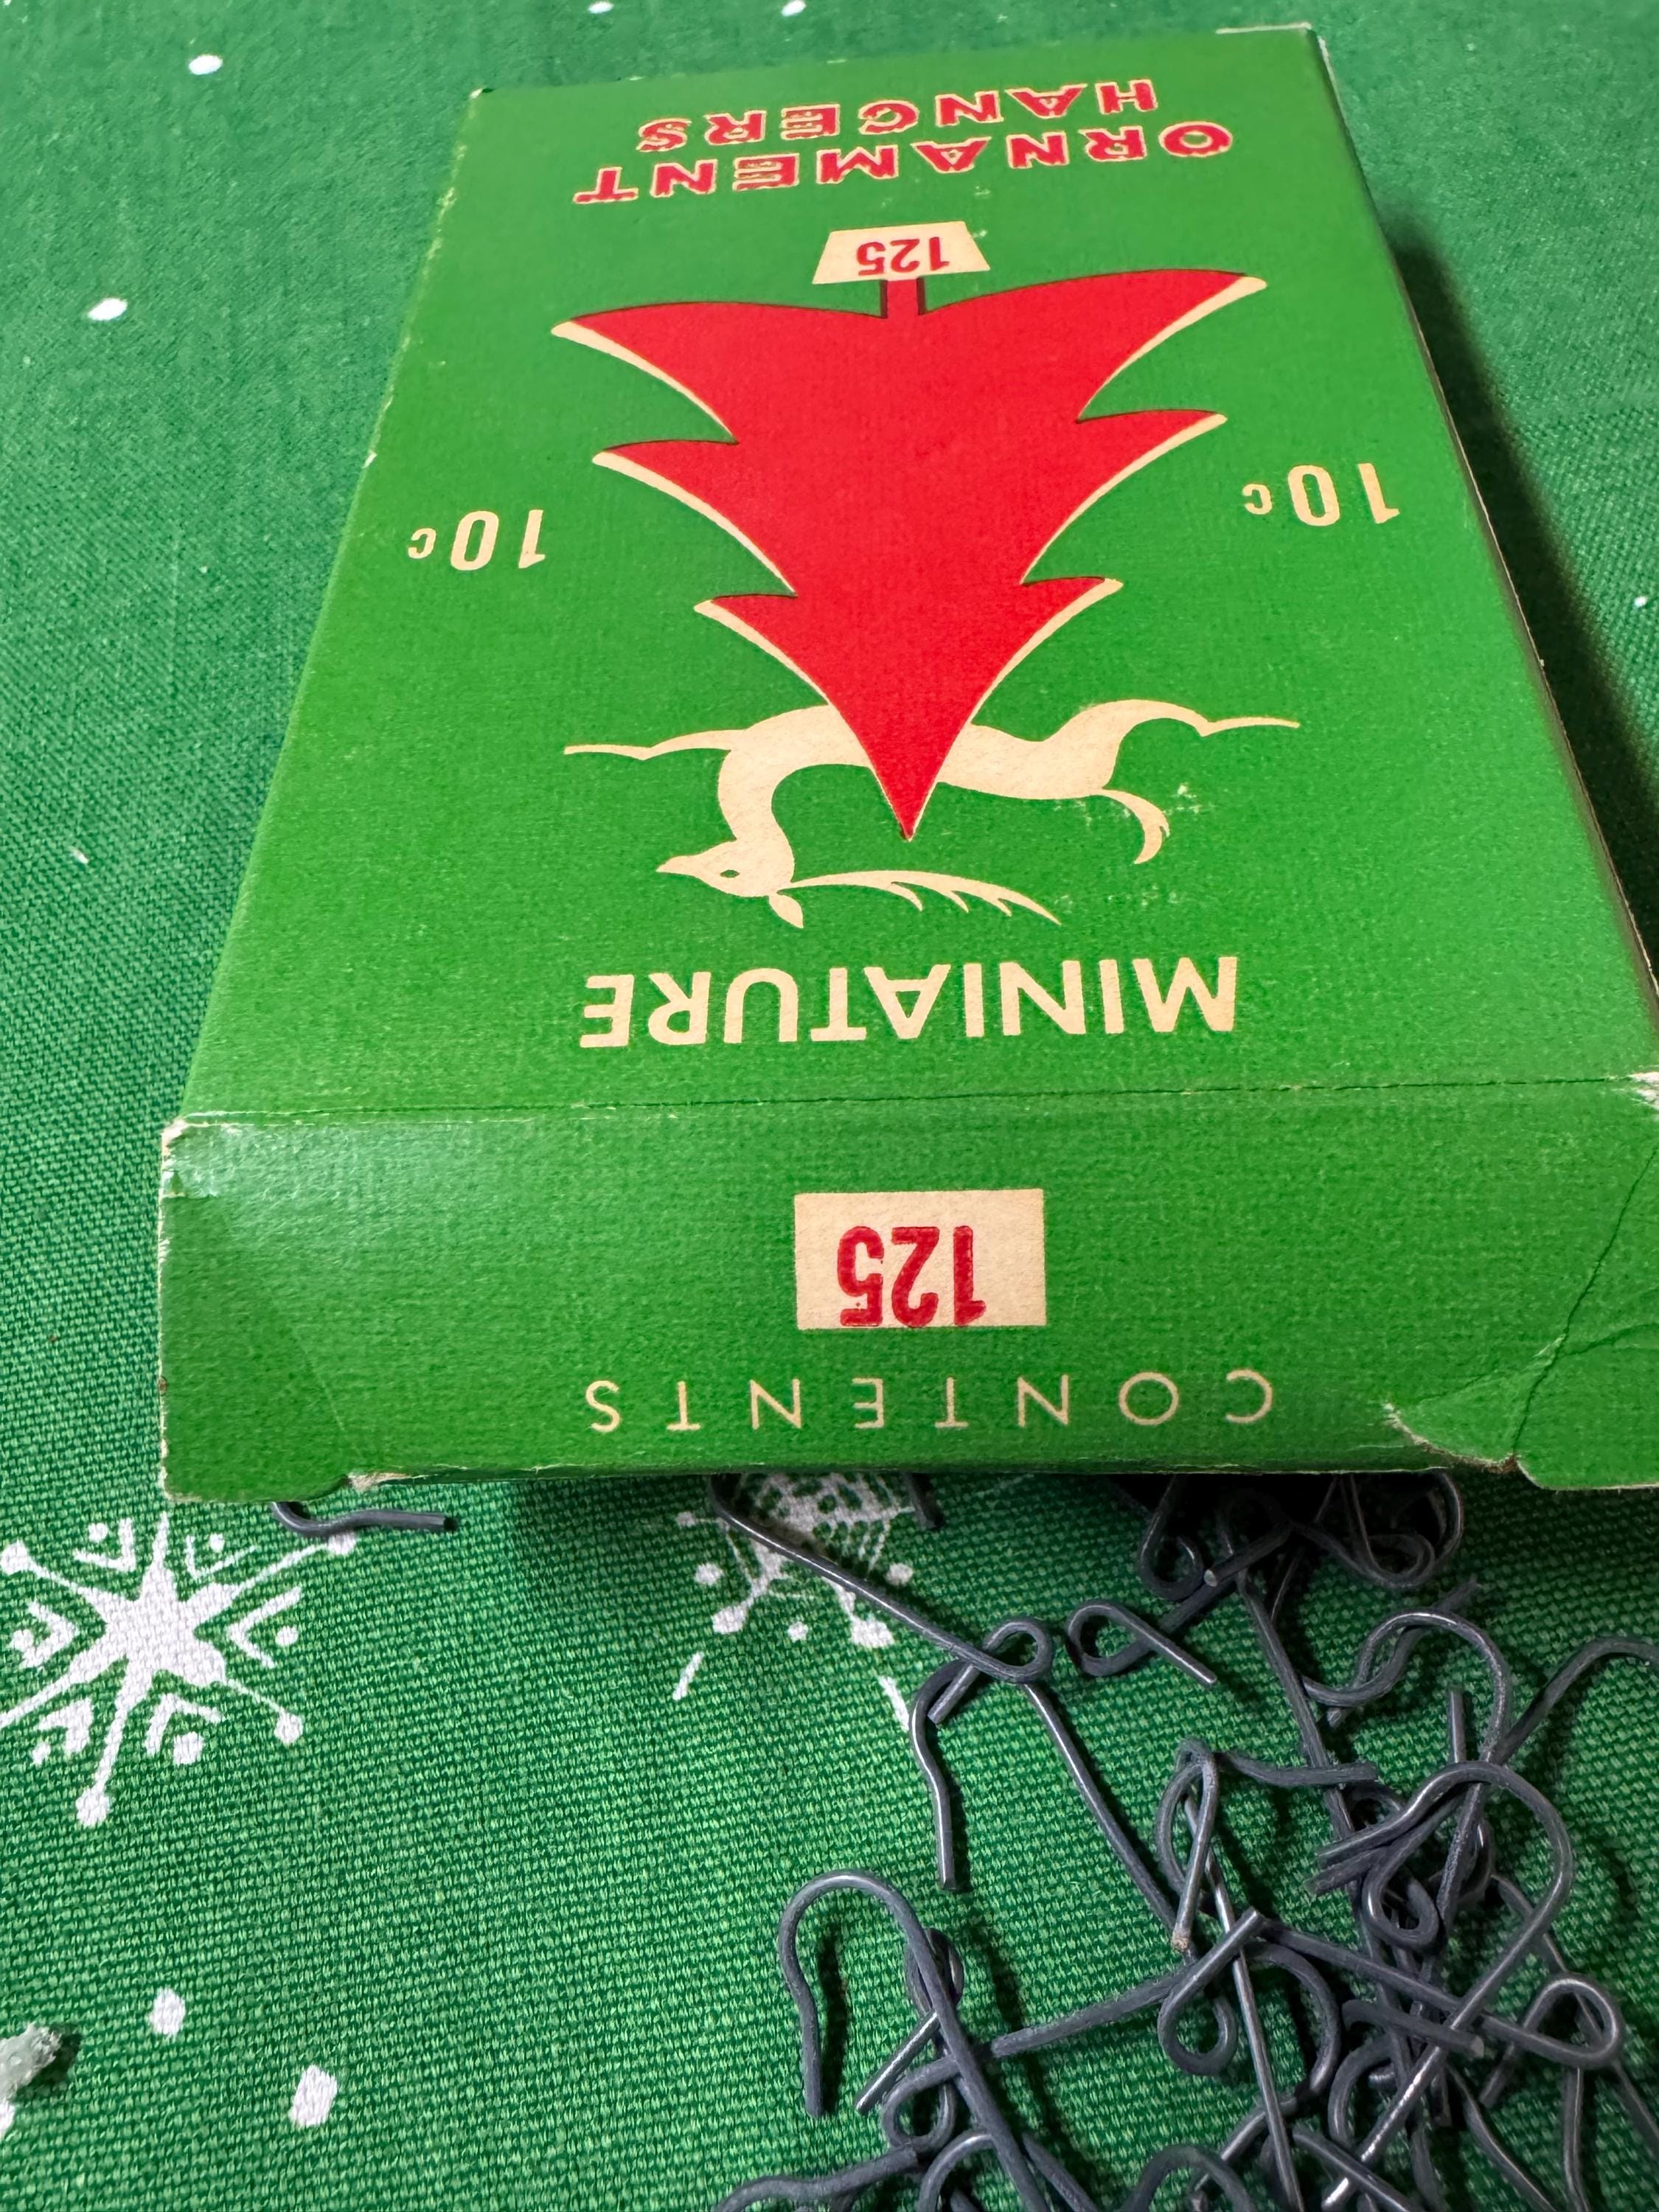 CONTENTS
125
MINIATURE
10c 10c
125
ORNAMENT
HANGERS